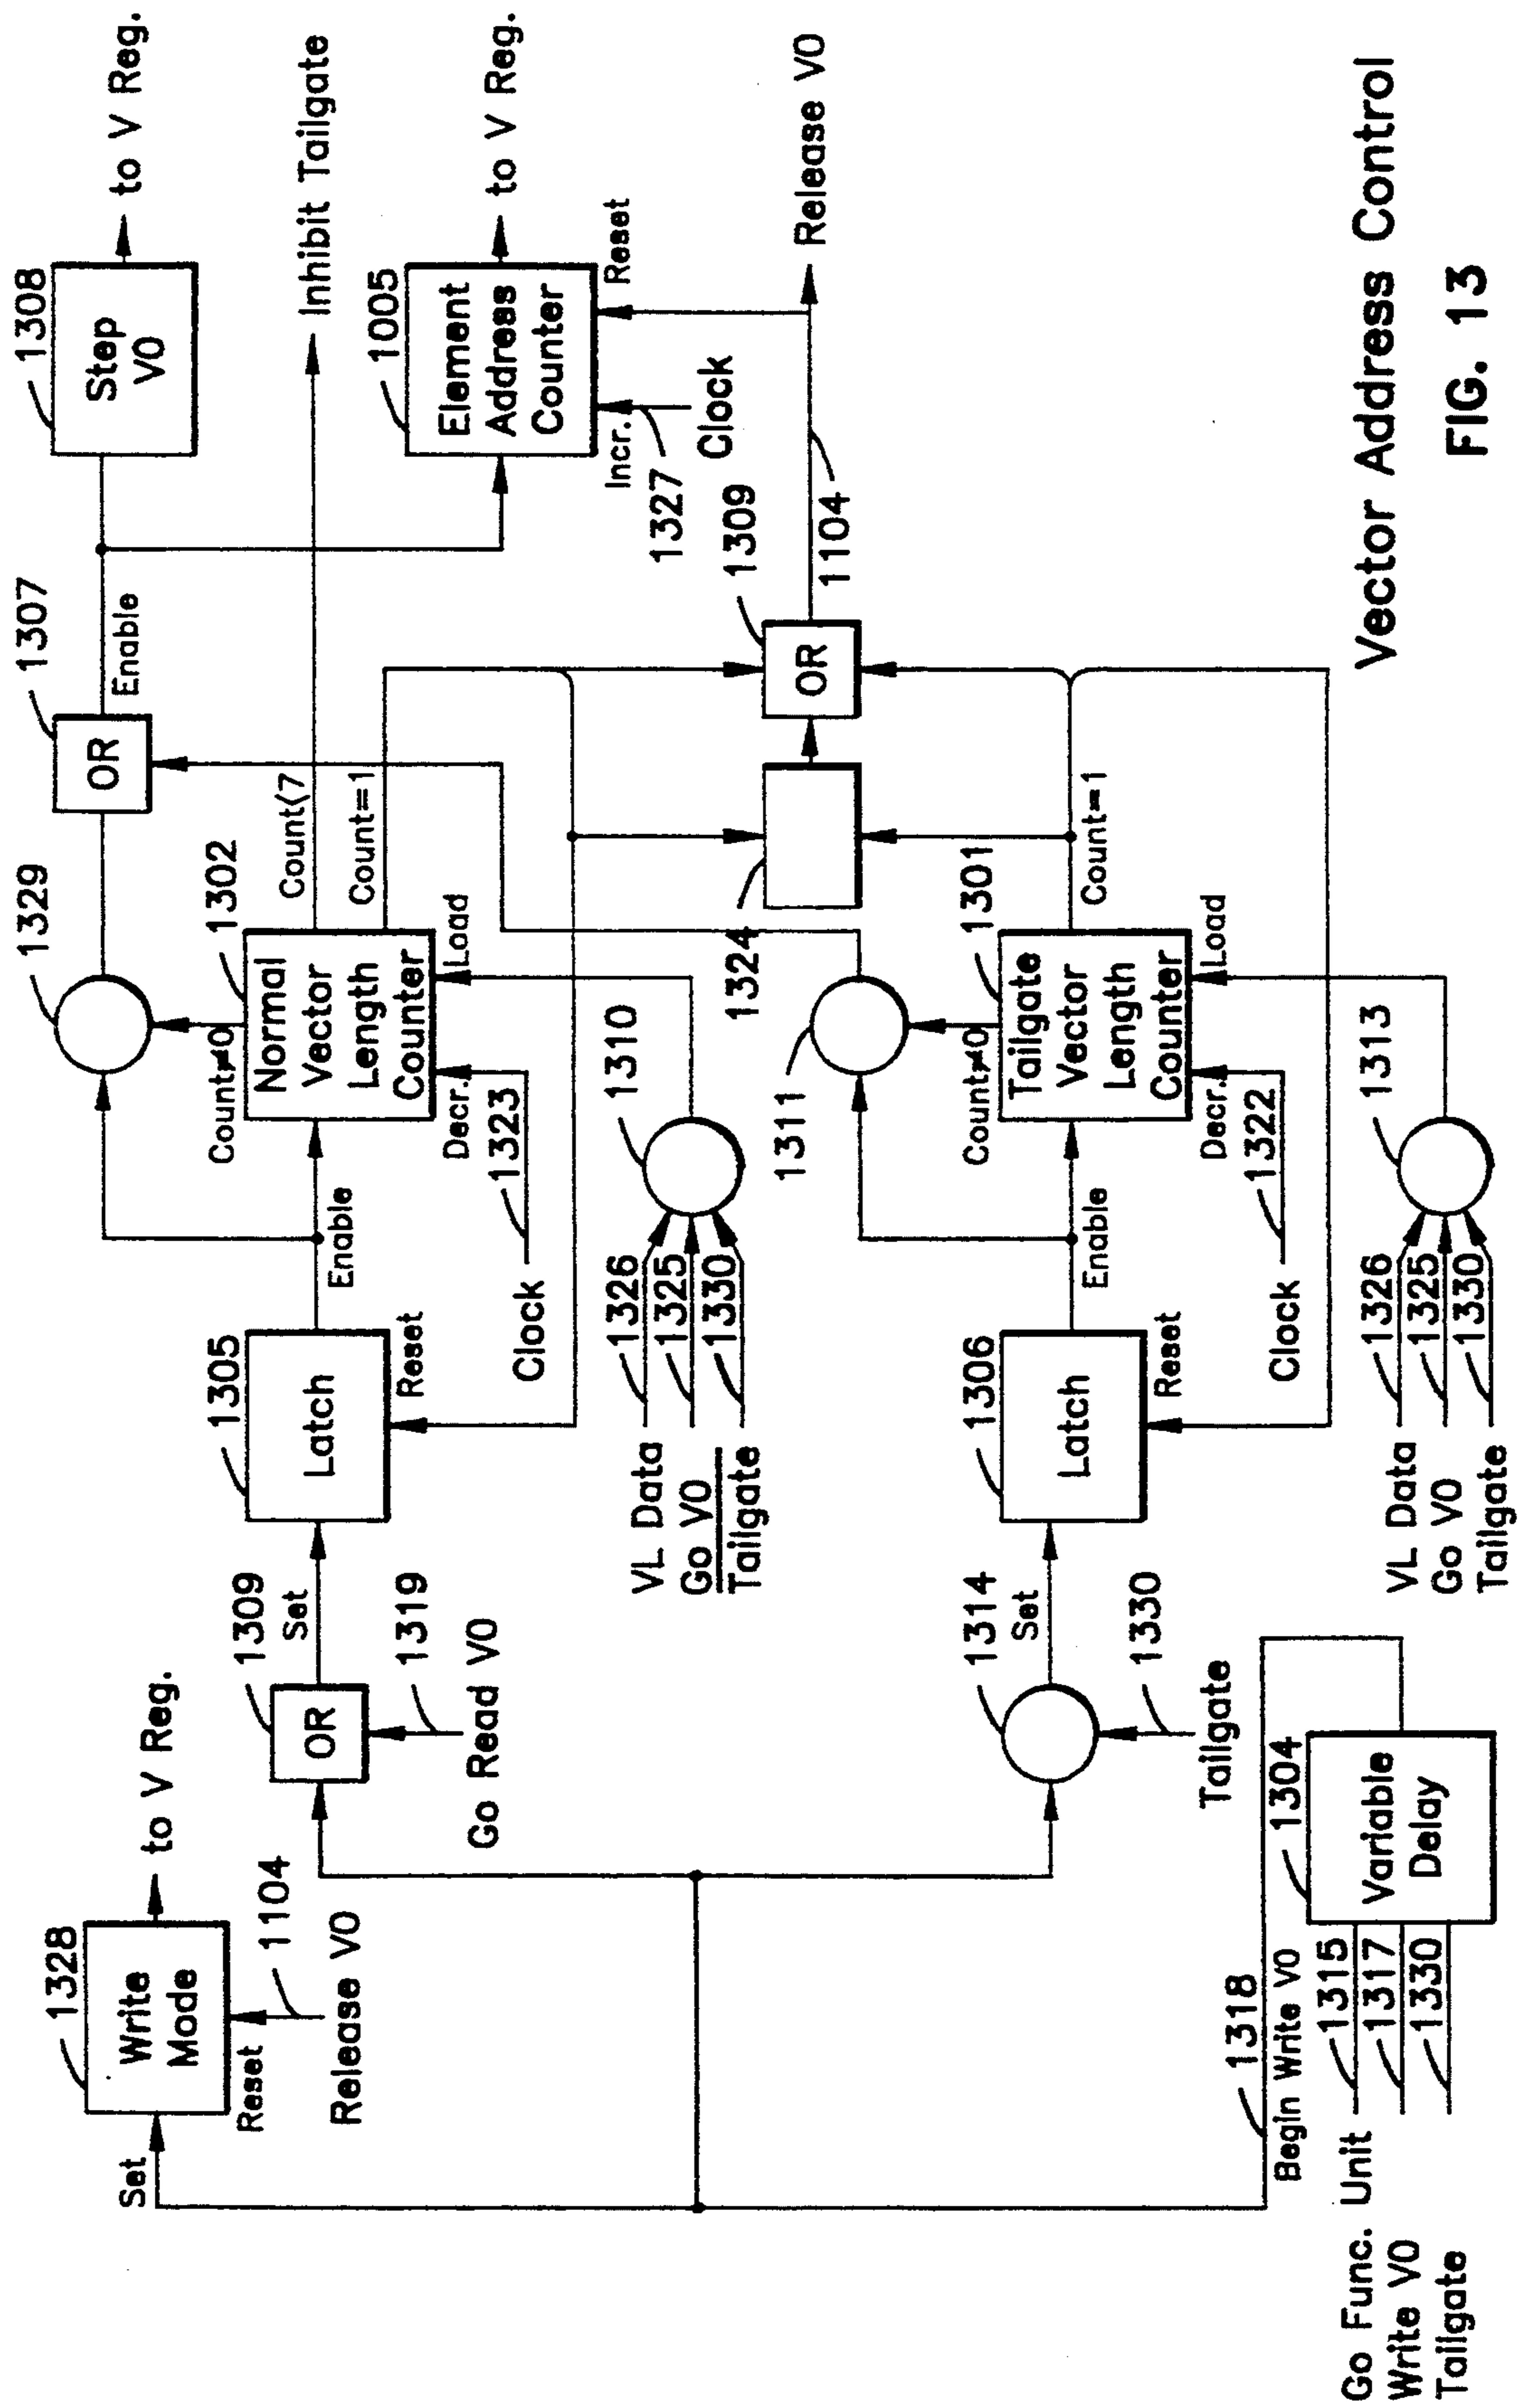 1328
Write
Mode
to V Reg.
Set
Reset
1104
Release V0
1309
OR
Set
1319
Go Read V0
1305
Latch
Reset
Enable
1329
1307
OR
Enable
1308
Step
V0
to V Reg.
1302
Normal
Vector
Length
Counter
Count≠0
Count<7
Count=1
Inhibit Tailgate
Decr.
Load
1323
Clock
1005
Element
Address
Counter
to V Reg.
Incr.
Reset
1327
Clock
VL Data
Go V0
Tailgate
1326
1325
1330
1310
1324
1309
OR
1104
Release V0
1314
Set
1330
Tailgate
1306
Latch
Reset
Enable
1311
1301
Tailgate
Vector
Length
Counter
Count≠0
Count=1
Decr.
Load
1322
Clock
1318
Begin Write V0
1304
Variable
Delay
Go Func. Unit
Write V0
Tailgate
1315
1317
1330
VL Data
Go V0
Tailgate
1326
1325
1330
1313
Vector Address Control
FIG. 13